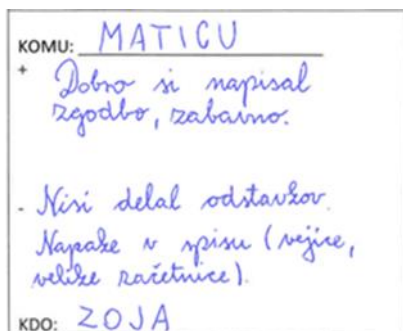 KOMU: MATICU
+ Dobro si napisal
zgodbo, zabavno.
- Nisi delal odstavkov.
Napake v spisu (vejice,
velike začetnice).
KDO: ZOJA